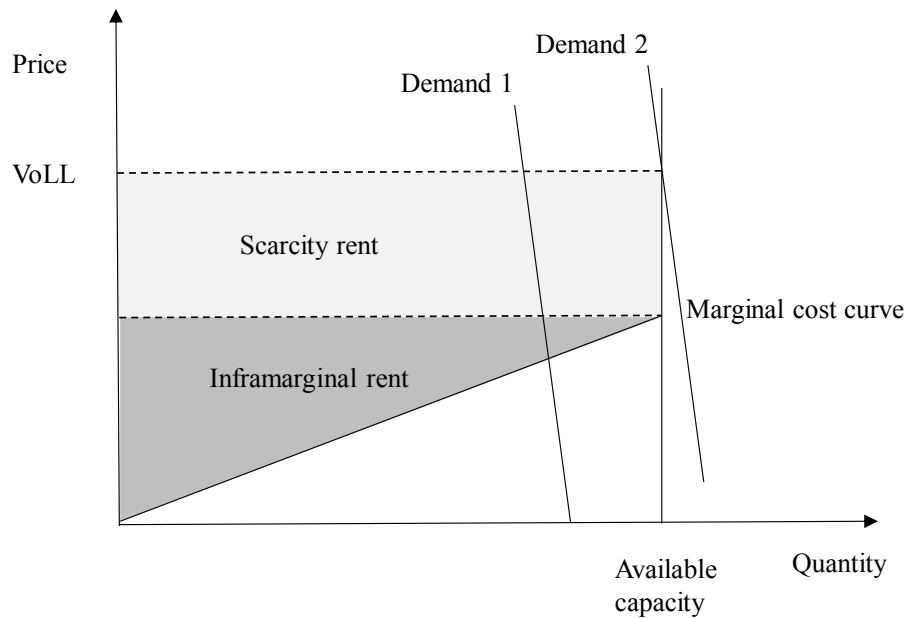 Demand 2
Price
Demand 1
VoLL
Scarcity rent
Marginal cost curve
Inframarginal rent
Available
capacity
Quantity